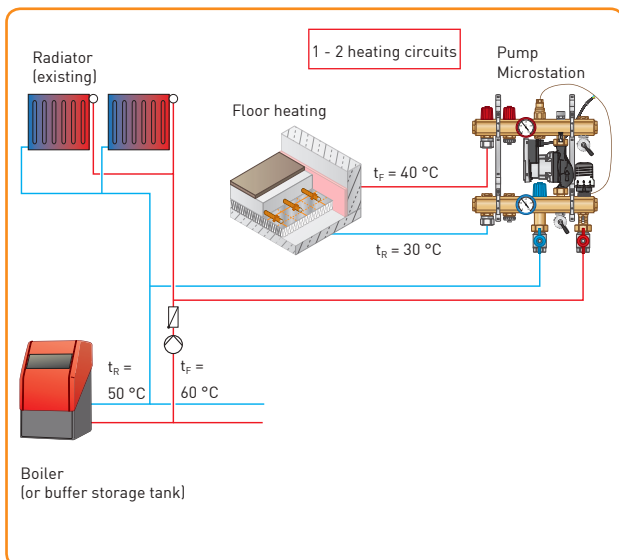 Radiator
(existing)
1 - 2 heating circuits
Pump
Microstation
Floor heating
tF = 40 °C
tR = 30 °C
tR =
50 °C
tF =
60 °C
Boiler
(or buffer storage tank)